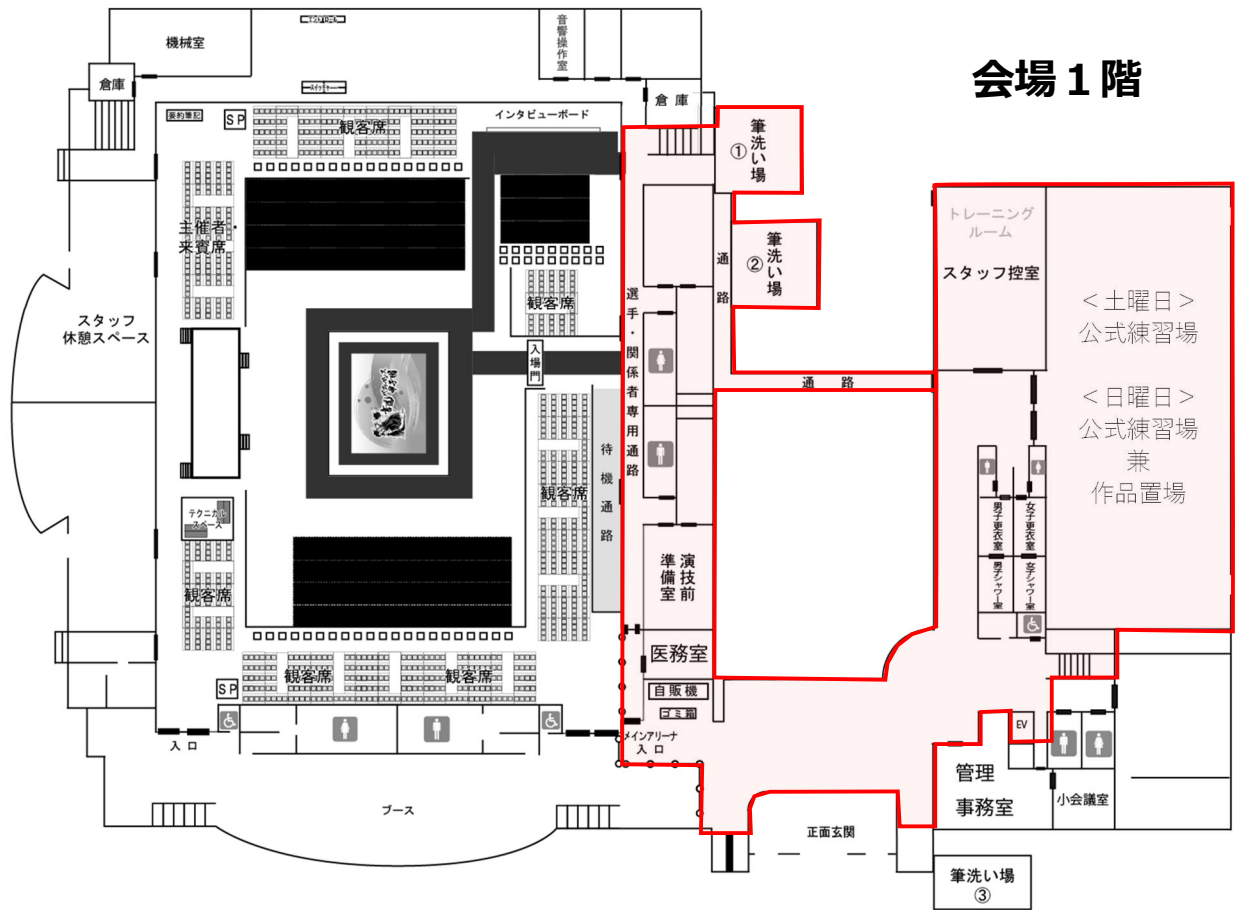 会場１階
機械室
音響操作室
倉庫
スイッチャー
倉庫
要約筆記
SP
観客席
インタビューボード
筆洗い場
①
筆洗い場
②
通路
主催者・
来賓席
トレーニング
ルーム
スタッフ控室
＜土曜日＞
公式練習場
＜日曜日＞
公式練習場
兼
作品置場
スタッフ
休憩スペース
観客席
入場門
選手・関係者専用通路
通路
待機通路
観客席
テクニカル
スペース
観客席
男子更衣室
女子更衣室
男子シャワー室
女子シャワー室
演技前
準備室
医務室
自販機
ゴミ箱
観客席
観客席
SP
入口
メインアリーナ
入口
EV
管理
事務室
小会議室
ブース
正面玄関
筆洗い場
③